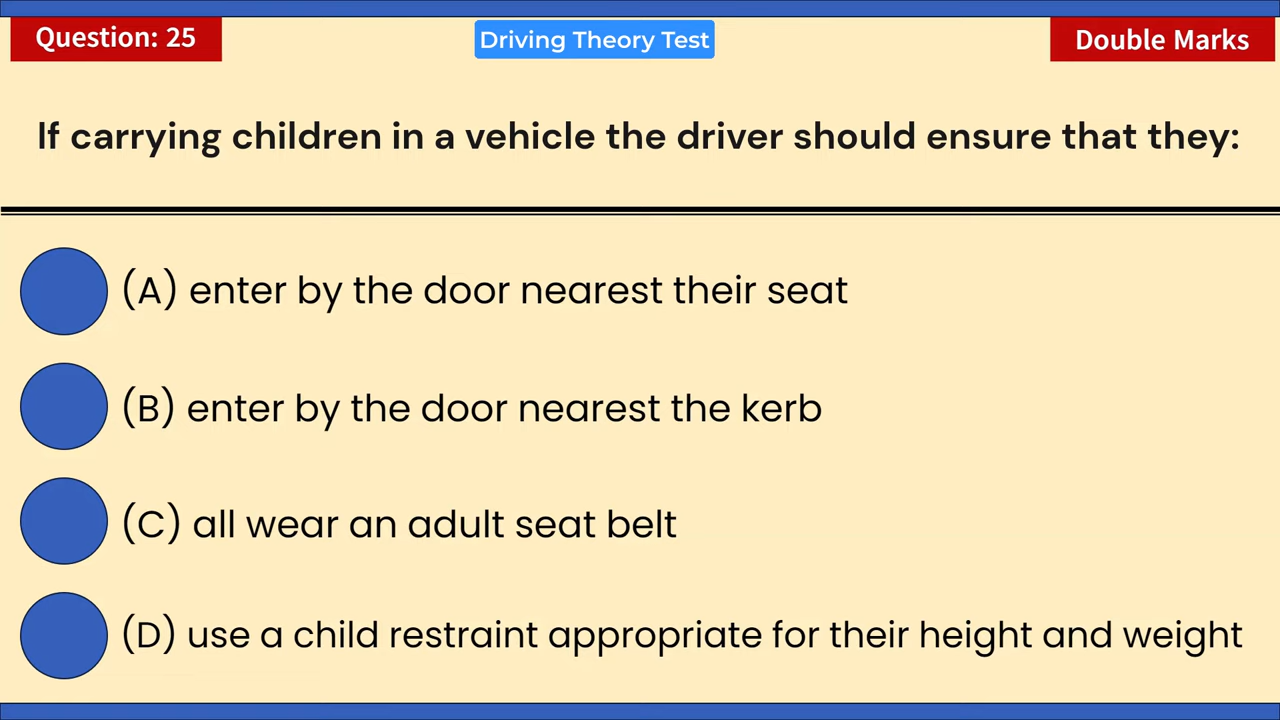 Question: 25
Driving Theory Test
Double Marks
If carrying children in a vehicle the driver should ensure that they:
(A) enter by the door nearest their seat
(B) enter by the door nearest the kerb
(C) all wear an adult seat belt
(D) use a child restraint appropriate for their height and weight